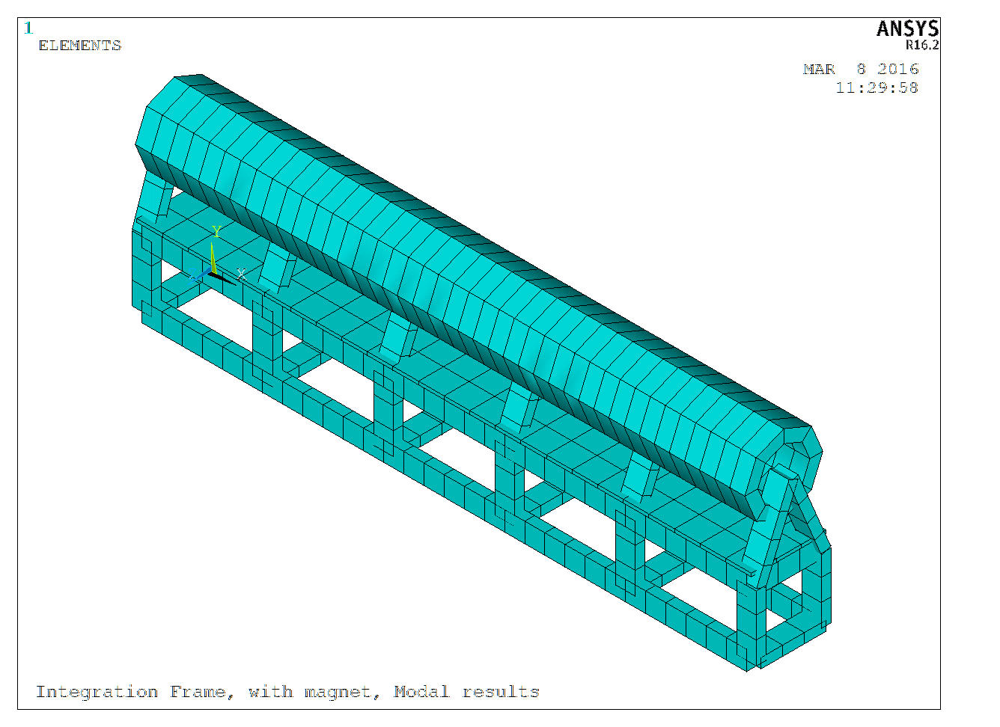 1
ELEMENTS
ANSYS
R16.2
MAR 8 2016
11:29:58
Y
X
Integration Frame, with magnet, Modal results